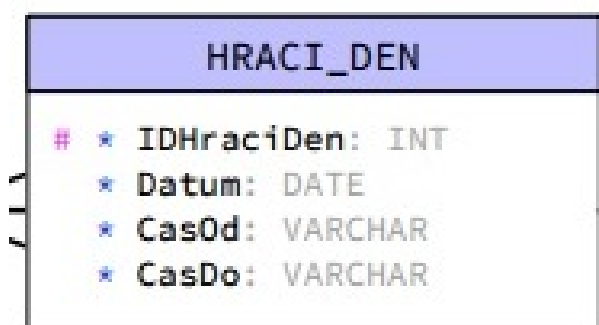 HRACI_DEN
# * IDHraciDen: INT
* Datum: DATE
* CasOd: VARCHAR
* CasDo: VARCHAR